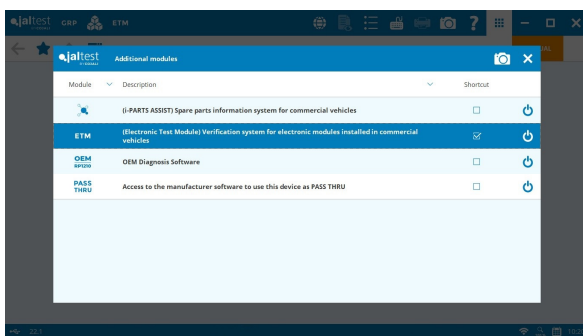 jaltest GRP ETM ?
jaltest Additional modules
Module Description Shortcut
(i-PARTS ASSIST) Spare parts information system for commercial vehicles
ETM (Electronic Test Module) Verification system for electronic modules installed in commercial
vehicles
OEM
RP1210
OEM Diagnosis Software
PASS
THRU
Access to the manufacturer software to use this device as PASS THRU
22.1